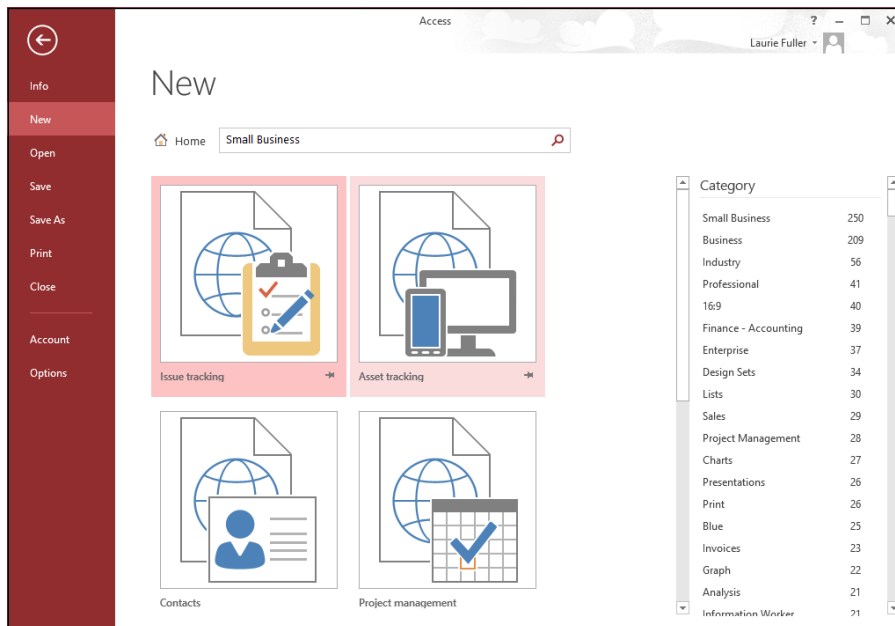 Access
?
Laurie Fuller
Info
New
Open
Save
Save As
Print
Close
Account
Options
New
Home
Small Business
Issue tracking
Asset tracking
Contacts
Project management
Category
Small Business 250
Business 209
Industry 56
Professional 41
16:9 40
Finance - Accounting 39
Enterprise 37
Design Sets 34
Lists 30
Sales 29
Project Management 28
Charts 27
Presentations 26
Print 26
Blue 25
Invoices 23
Graph 22
Analysis 21
Information Worker 21